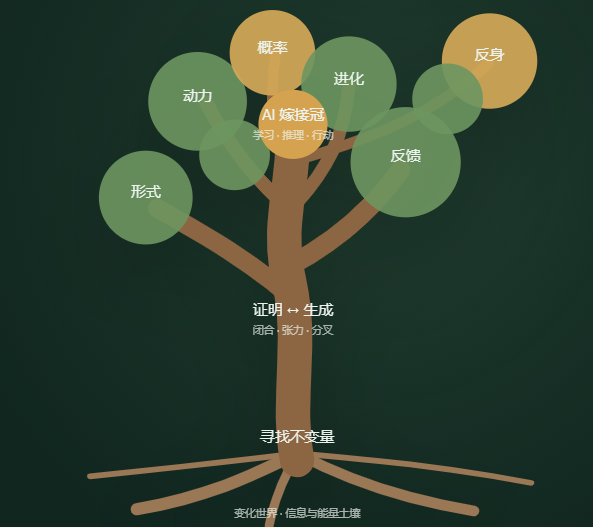 概率
反身
进化
动力
AI 嫁接冠
学习 · 推理 · 行动
反馈
形式
证明 ↔ 生成
闭合 · 张力 · 分叉
寻找不变量
变化世界 · 信息与能量土壤